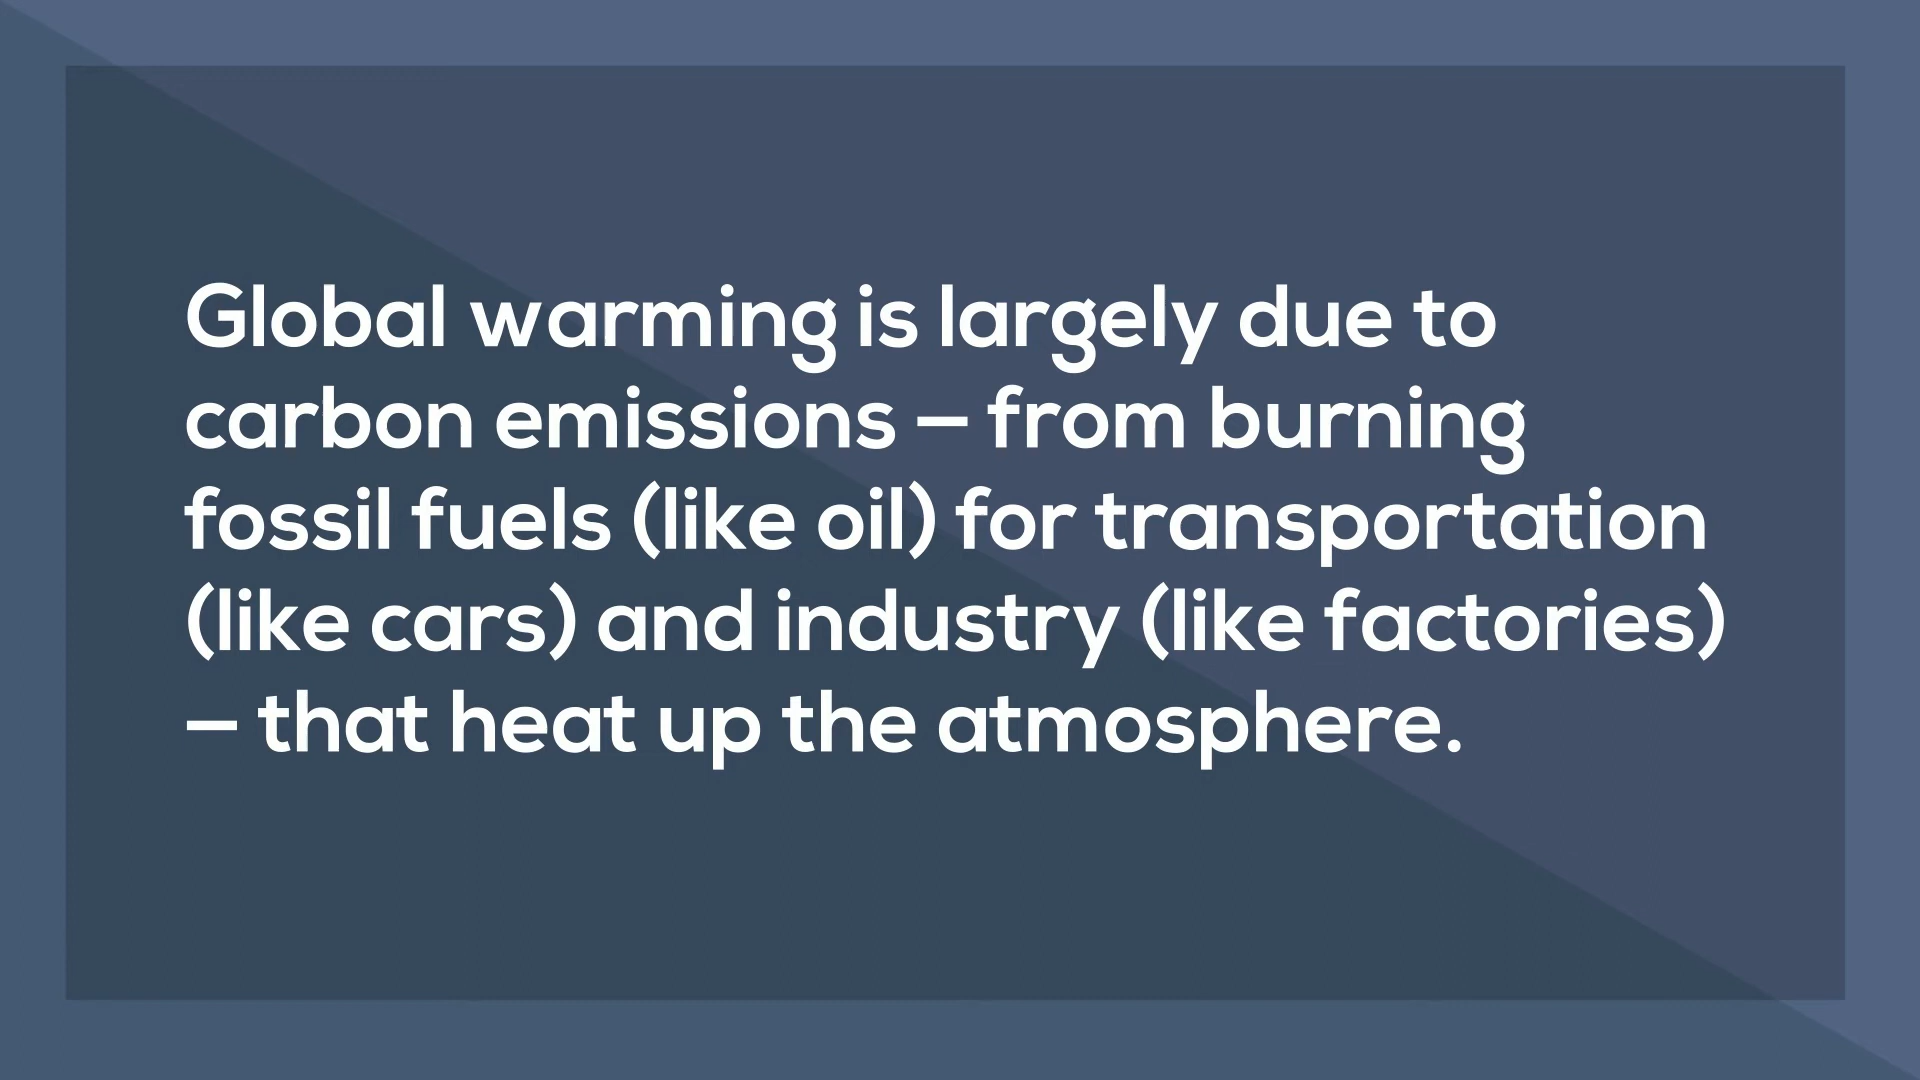 Global warming is largely due to
carbon emissions – from burning
fossil fuels (like oil) for transportation
(like cars) and industry (like factories)
– that heat up the atmosphere.